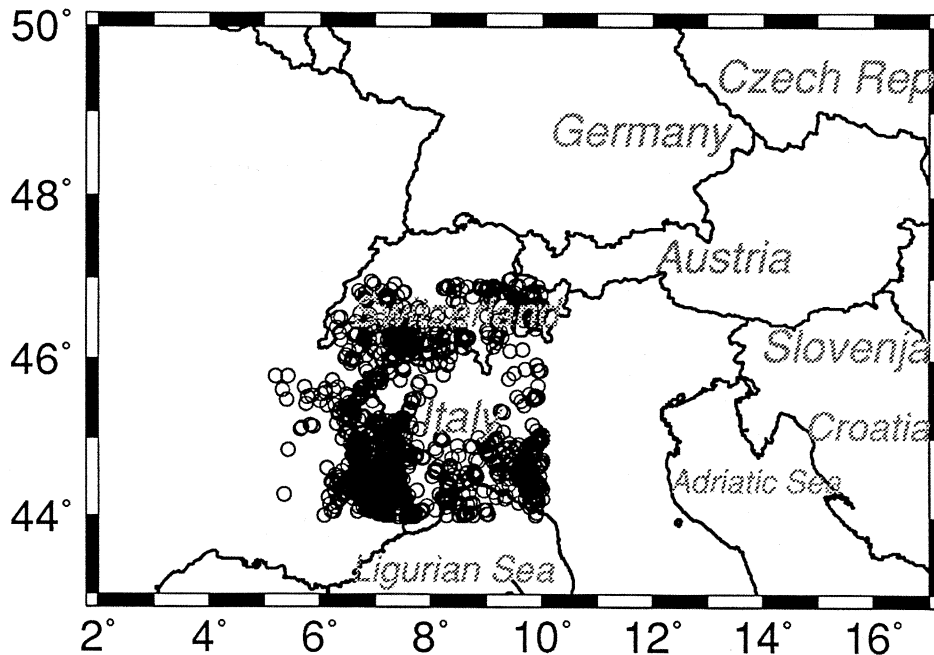 50°
Czech Rep
Germany
48°
Austria
46°
Slovenja
Italy
Croatia
Adriatic Sea
44°
Ligurian Sea
2° 4° 6° 8° 10° 12° 14° 16°